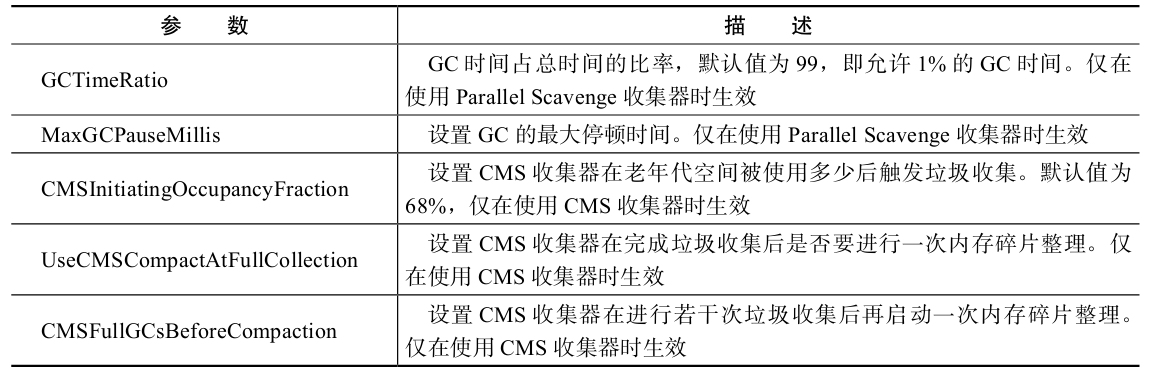 参 数 描 述
GCTimeRatio
GC 时间占总时间的比率，默认值为 99，即允许 1% 的 GC 时间。仅在
使用 Parallel Scavenge 收集器时生效
MaxGCPauseMillis
设置 GC 的最大停顿时间。仅在使用 Parallel Scavenge 收集器时生效
CMSInitiatingOccupancyFraction
设置 CMS 收集器在老年代空间被使用多少后触发垃圾收集。默认值为
68%，仅在使用 CMS 收集器时生效
UseCMSCompactAtFullCollection
设置 CMS 收集器在完成垃圾收集后是否要进行一次内存碎片整理。仅
在使用 CMS 收集器时生效
CMSFullGCsBeforeCompaction
设置 CMS 收集器在进行若干次垃圾收集后再启动一次内存碎片整理。
仅在使用 CMS 收集器时生效